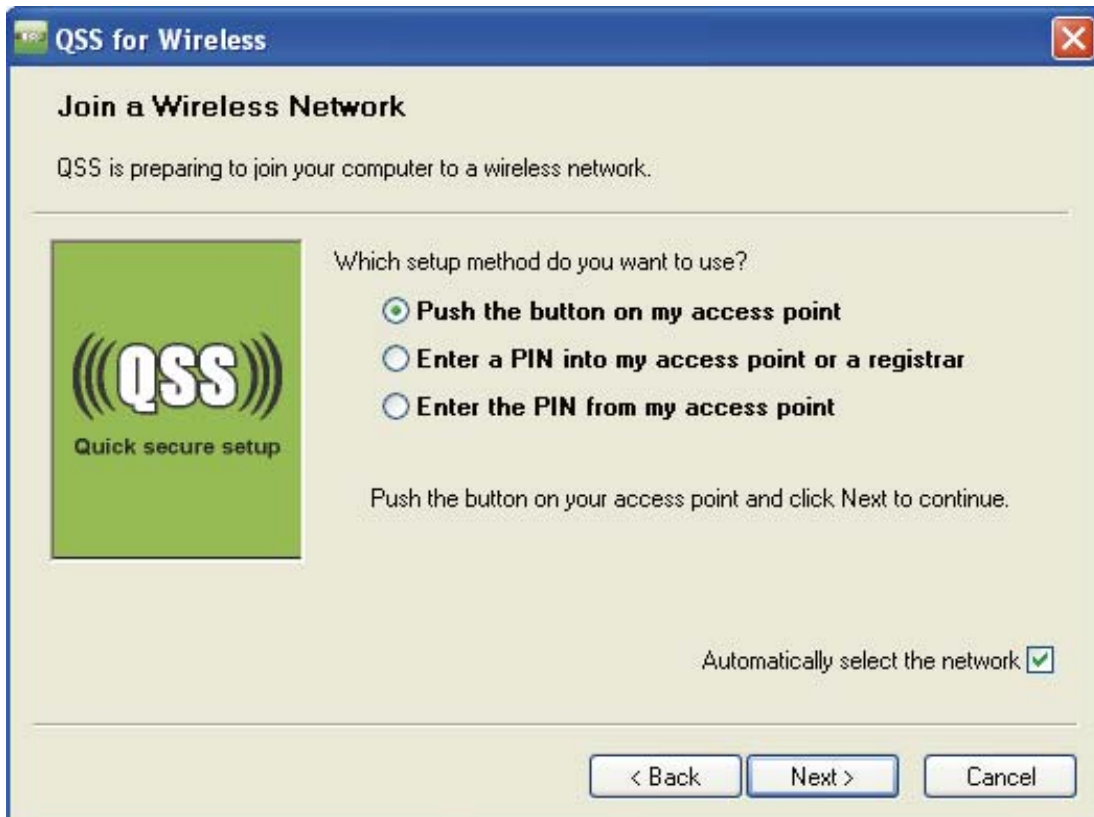 QSS for Wireless
Join a Wireless Network
QSS is preparing to join your computer to a wireless network.
Which setup method do you want to use?
Push the button on my access point
Enter a PIN into my access point or a registrar
Enter the PIN from my access point
(((QSS)))
Quick secure setup
Push the button on your access point and click Next to continue.
Automatically select the network
< Back
Next >
Cancel